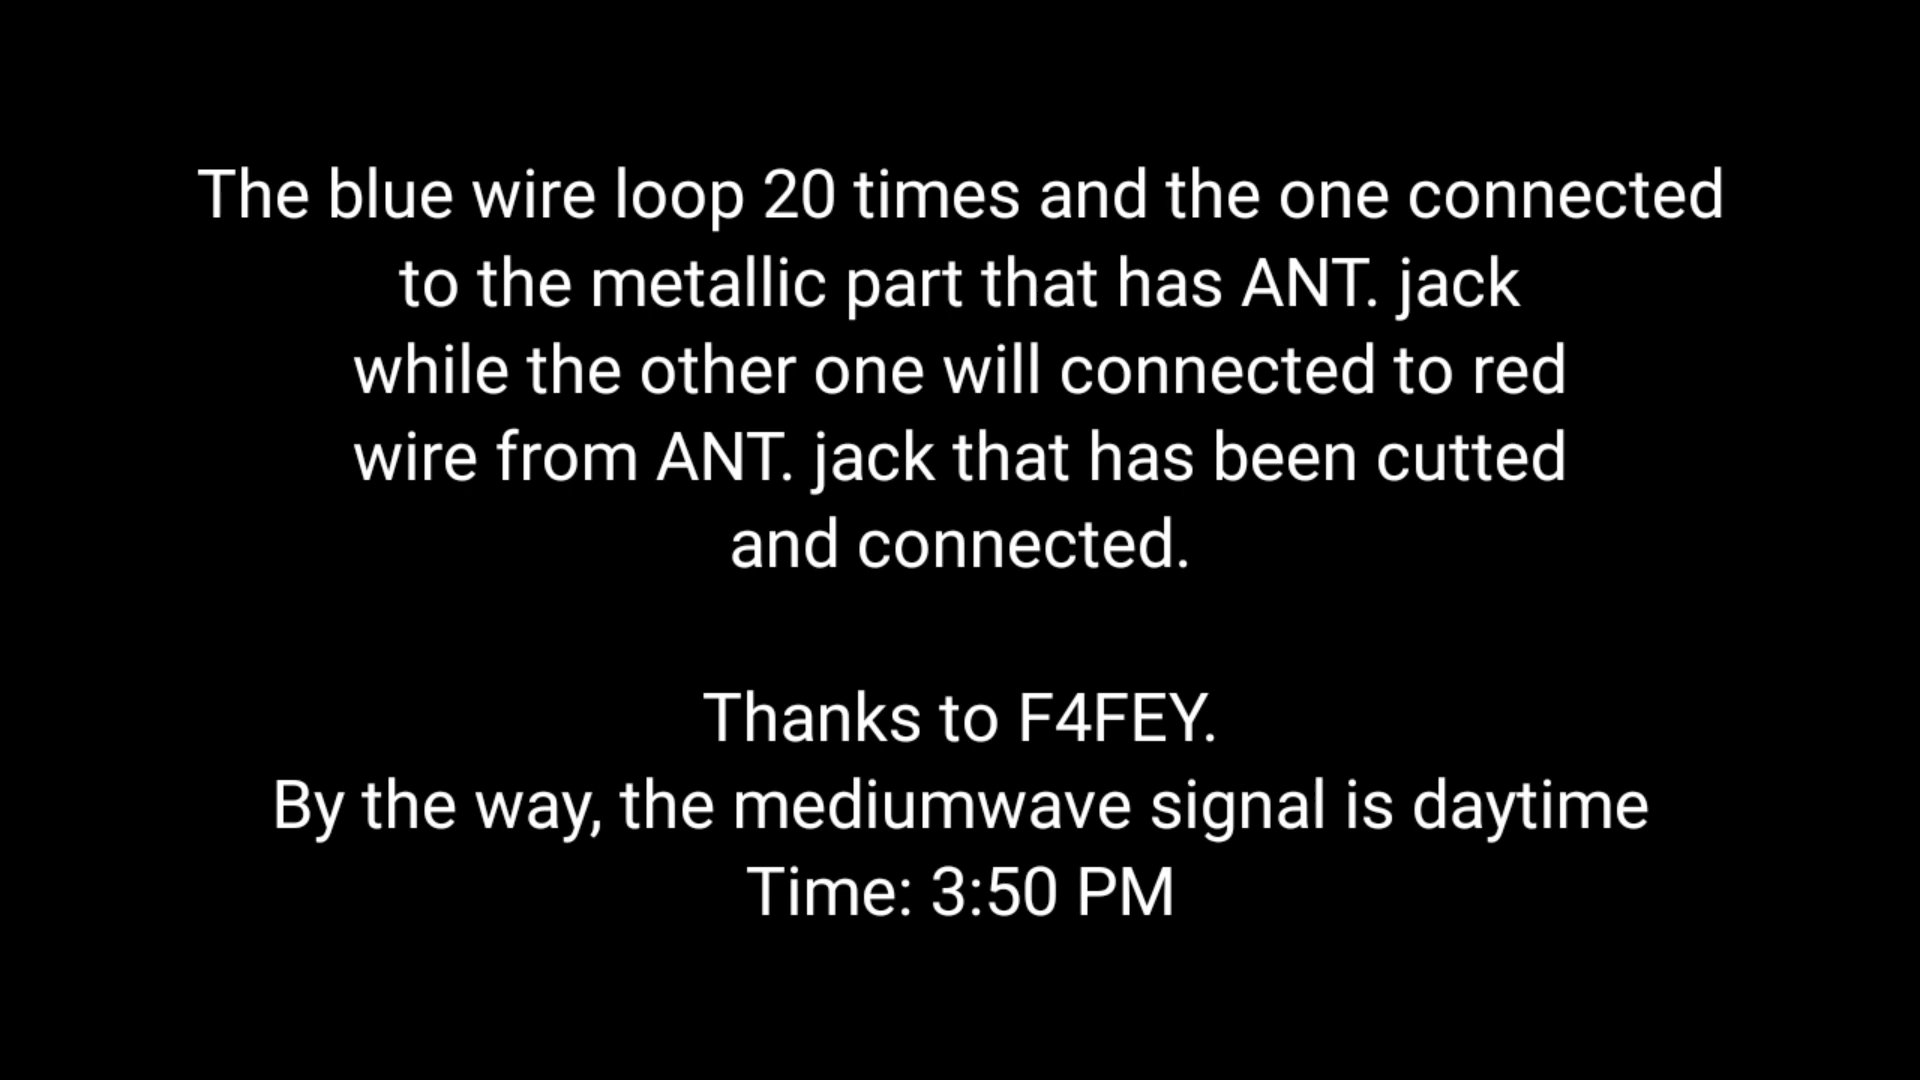 The blue wire loop 20 times and the one connected
to the metallic part that has ANT. jack
while the other one will connected to red
wire from ANT. jack that has been cutted
and connected.
Thanks to F4FEY.
By the way, the mediumwave signal is daytime
Time: 3:50 PM